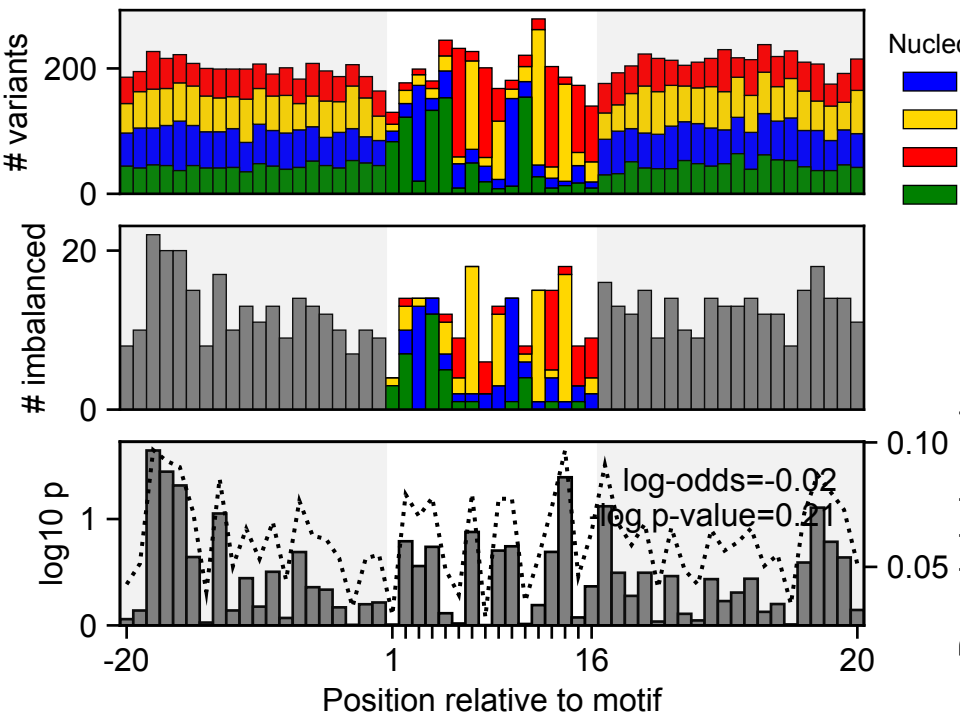 # variants
200
0
Nucleo
# imbalanced
20
0
log10 p
1
0
log-odds=-0.02
log p-value=0.21
0.10
0.05
-20
1
16
20
Position relative to motif